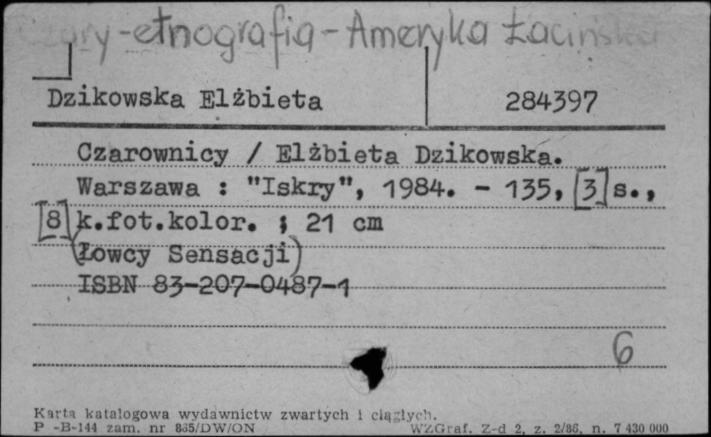 Czary - etnografia - Ameryka Łacińska
Dzikowska Elżbieta 284397
Czarownicy / Elżbieta Dzikowska.
Warszawa : "Iskry", 1984. - 135, [3] s.,
[8] k.fot.kolor. ; 21 cm
(Łowcy Sensacji)
ISBN 83-207-0487-1
6
Karta katalogowa wydawnictw zwartych i ciągłych.
P -B-144 zam. nr 835/DW/ON WZGraf. Z-d 2, z. 2/86, n. 7 430 000